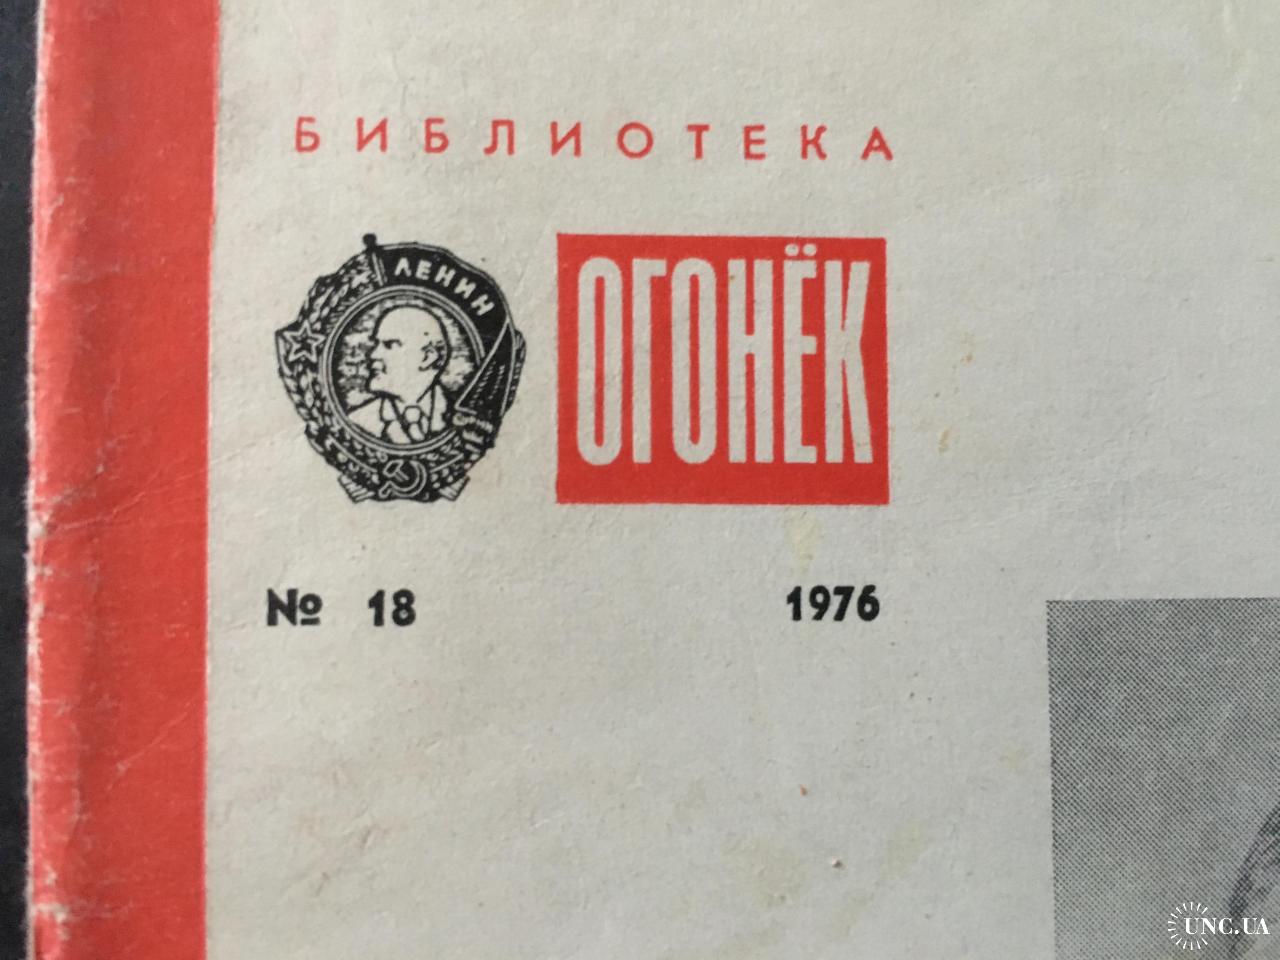 БИБЛИОТЕКА
ЛЕНИН
ОГОНЁК
№ 18 1976
UNC.UA